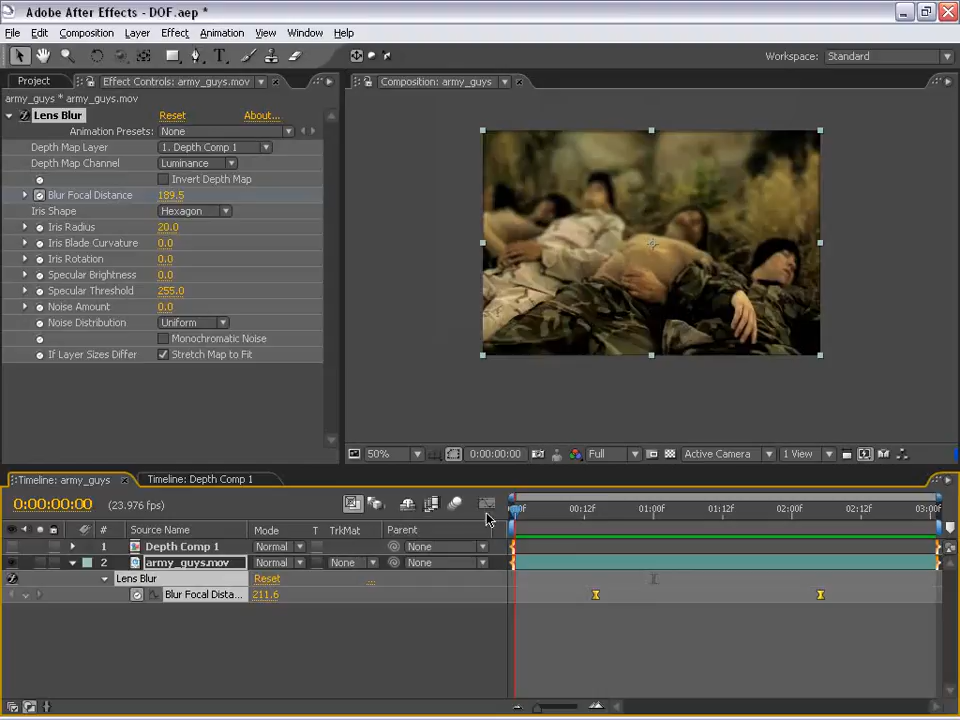 Adobe After Effects - DOF.aep *
File Edit Composition Layer Effect Animation View Window Help
Workspace: Standard
Project Effect Controls: army_guys.mov
Composition: army_guys
army_guys * army_guys.mov
Lens Blur Reset About...
Animation Presets: None
Depth Map Layer 1. Depth Comp 1
Depth Map Channel Luminance
Invert Depth Map
Blur Focal Distance 189.5
Iris Shape Hexagon
Iris Radius 20.0
Iris Blade Curvature 0.0
Iris Rotation 0.0
Specular Brightness 0.0
Specular Threshold 255.0
Noise Amount 0.0
Noise Distribution Uniform
Monochromatic Noise
If Layer Sizes Differ Stretch Map to Fit
50% 0:00:00:00 Full Active Camera 1 View
Timeline: army_guys Timeline: Depth Comp 1
0:00:00:00 (23.976 fps)
00:12F 01:00F 01:12F 02:00F 02:12F 03:00F
# Source Name Mode T TrkMat Parent
1 Depth Comp 1 Normal None
2 army_guys.mov Normal None None
Lens Blur Reset ...
Blur Focal Dista... 211.6